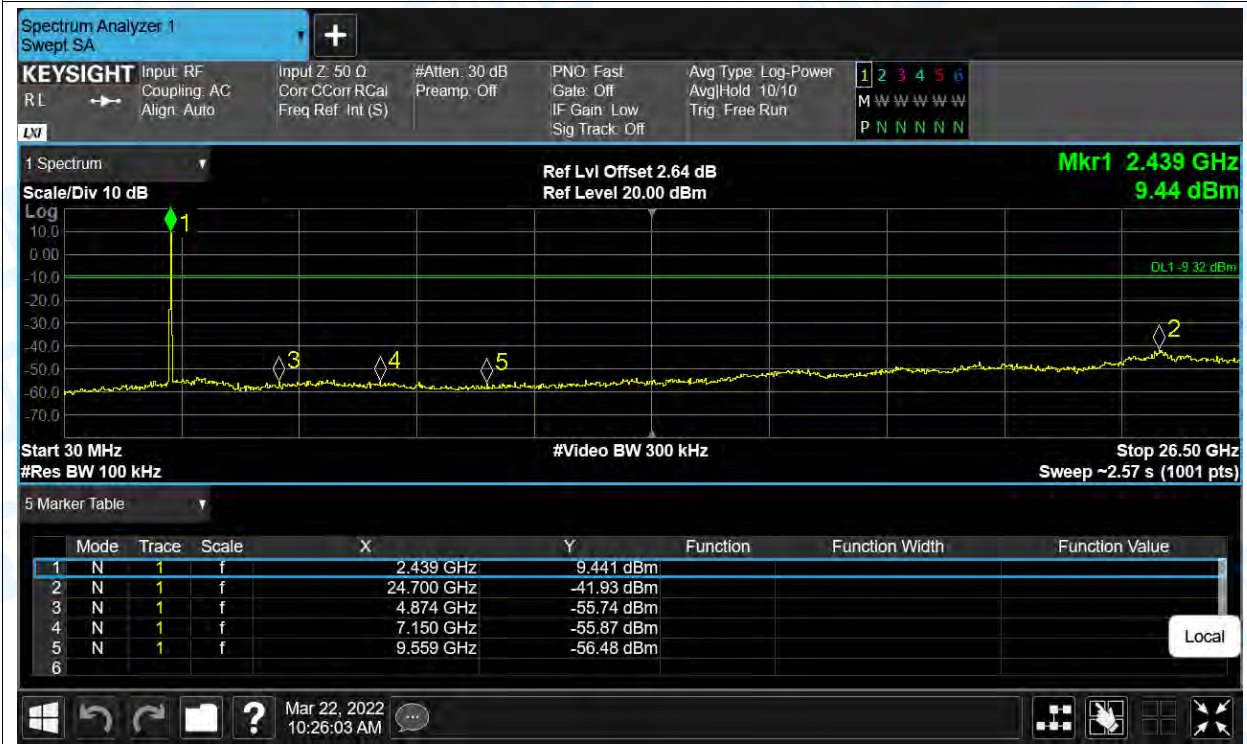 Spectrum Analyzer 1
Swept SA
+
KEYSIGHT Input: RF Input Z: 50 Ω #Atten: 30 dB PNO: Fast Avg Type: Log-Power 1 2 3 4 5 6
R L Coupling: AC Corr CCorr RCal Preamp: Off Gate: Off Avg|Hold: 10/10 M W W W W W
Align: Auto Freq Ref: Int (S) IF Gain: Low Trig: Free Run
LXI Sig Track: Off P N N N N N
1 Spectrum
Ref Lvl Offset 2.64 dB Mkr1 2.439 GHz
Scale/Div 10 dB Ref Level 20.00 dBm 9.44 dBm
Log
1
10.0
0.00
DL1 -9.32 dBm
-10.0
-20.0
-30.0
2
-40.0
3 4 5
-50.0
-60.0
-70.0
Start 30 MHz #Video BW 300 kHz Stop 26.50 GHz
#Res BW 100 kHz Sweep ~2.57 s (1001 pts)
5 Marker Table
Mode Trace Scale X Y Function Function Width Function Value
1 N 1 f 2.439 GHz 9.441 dBm
2 N 1 f 24.700 GHz -41.93 dBm
3 N 1 f 4.874 GHz -55.74 dBm
4 N 1 f 7.150 GHz -55.87 dBm
5 N 1 f 9.559 GHz -56.48 dBm
6
Local
? Mar 22, 2022
10:26:03 AM